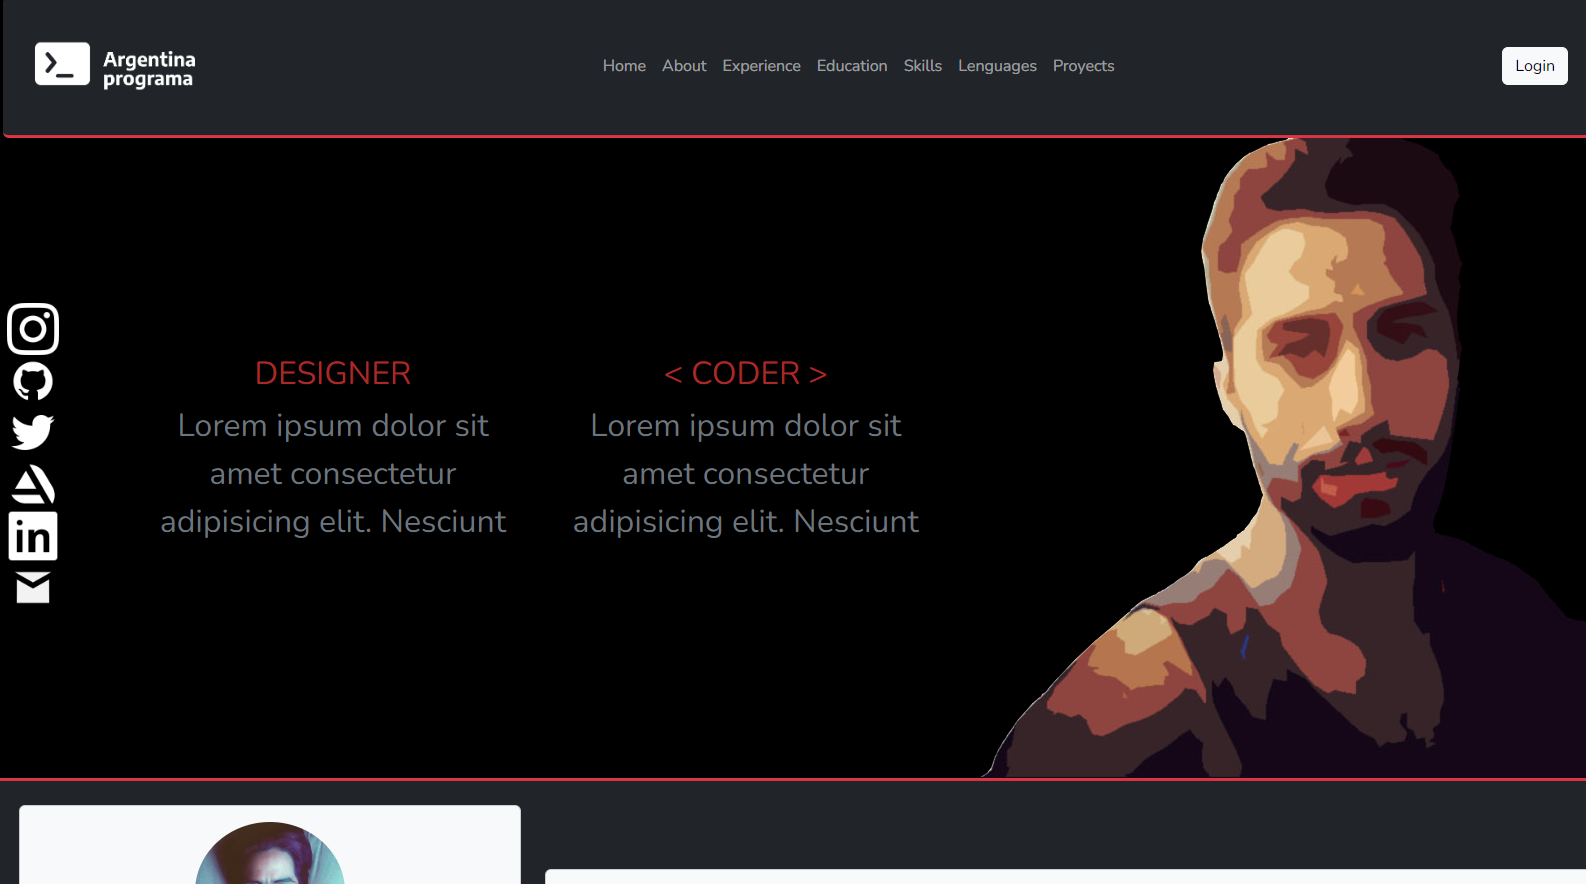 Argentina
programa
Home About Experience Education Skills Lenguages Proyects
Login
DESIGNER
Lorem ipsum dolor sit
amet consectetur
adipisicing elit. Nesciunt
< CODER >
Lorem ipsum dolor sit
amet consectetur
adipisicing elit. Nesciunt
in